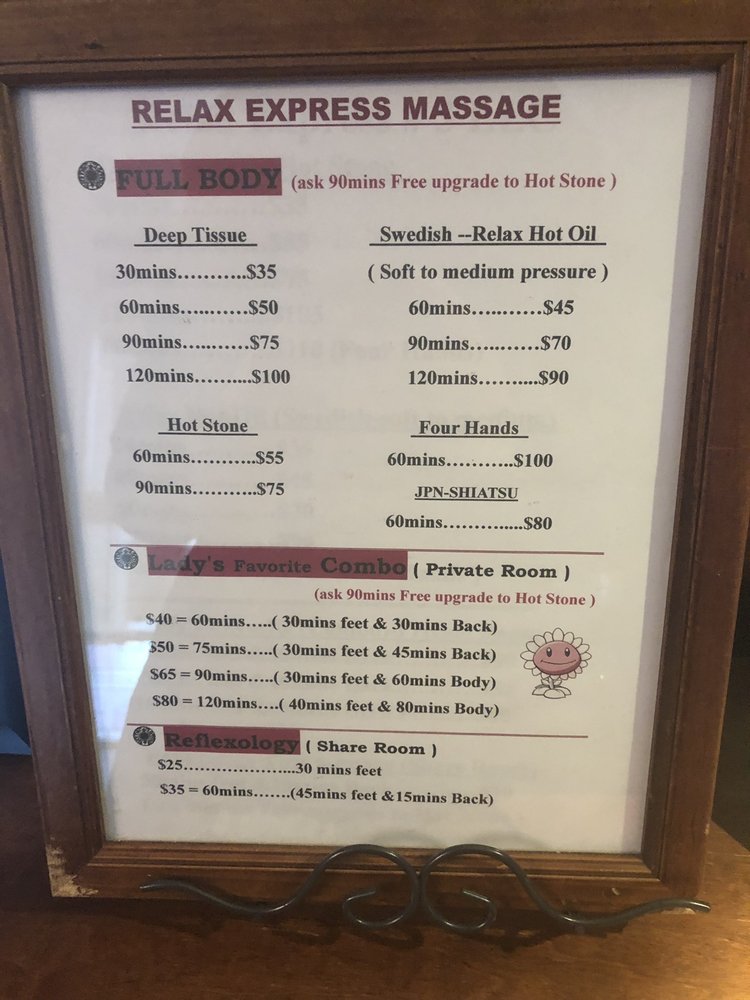 RELAX EXPRESS MASSAGE
FULL BODY (ask 90mins Free upgrade to Hot Stone )
Deep Tissue
30mins………..$35
60mins…..……$50
90mins…..……$75
120mins…….....$100
Swedish --Relax Hot Oil
( Soft to medium pressure )
60mins…..……$45
90mins…..……$70
120mins…….....$90
Hot Stone
60mins………..$55
90mins………..$75
Four Hands
60mins………..$100
JPN-SHIATSU
60mins……….....$80
Lady's Favorite Combo ( Private Room )
(ask 90mins Free upgrade to Hot Stone )
$40 = 60mins…..( 30mins feet & 30mins Back)
$50 = 75mins…..( 30mins feet & 45mins Back)
$65 = 90mins…..( 30mins feet & 60mins Body)
$80 = 120mins….( 40mins feet & 80mins Body)
Reflexology ( Share Room )
$25………………...30 mins feet
$35 = 60mins…….(45mins feet &15mins Back)